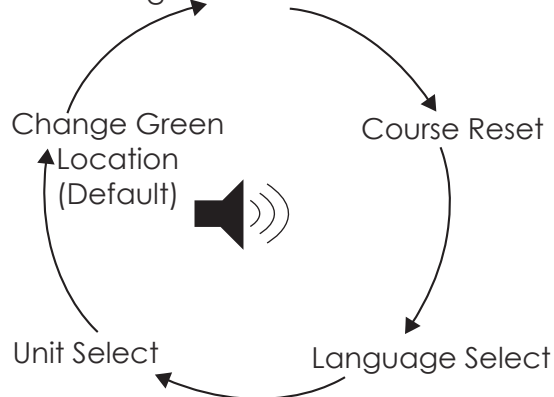 Change Green
Location
(Default)
Course Reset
Unit Select
Language Select